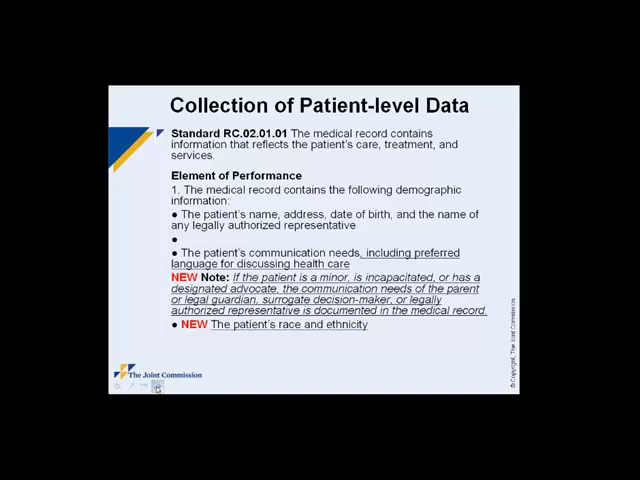 Collection of Patient-level Data
Standard RC.02.01.01 The medical record contains
information that reflects the patient's care, treatment, and
services.
Element of Performance
1. The medical record contains the following demographic
information:
● The patient's name, address, date of birth, and the name of
any legally authorized representative
●
● The patient's communication needs, including preferred
language for discussing health care
NEW Note: If the patient is a minor, is incapacitated, or has a
designated advocate, the communication needs of the parent
or legal guardian, surrogate decision-maker, or legally
authorized representative is documented in the medical record.
● NEW The patient's race and ethnicity
The Joint Commission
© Copyright, The Joint Commission